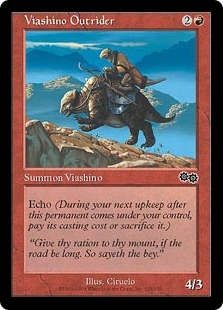 Viashino Outrider 2
Summon Viashino
Echo (During your next upkeep after
this permanent comes under your control,
pay its casting cost or sacrifice it.)
"Give thy ration to thy mount, if the
road be long. So sayeth the bey."
Illus. Ciruelo
4/3